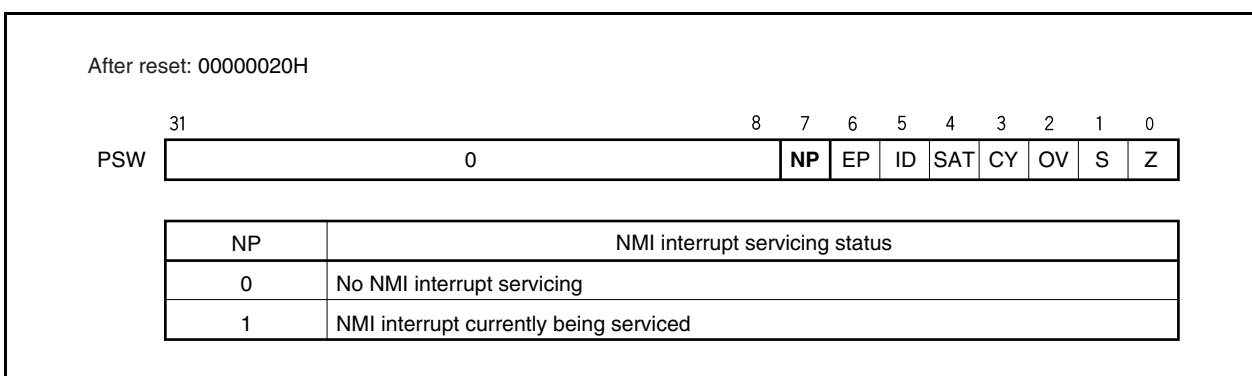 After reset: 00000020H
31 8 7 6 5 4 3 2 1 0
PSW 0 NP EP ID SAT CY OV S Z
NP NMI interrupt servicing status
0 No NMI interrupt servicing
1 NMI interrupt currently being serviced